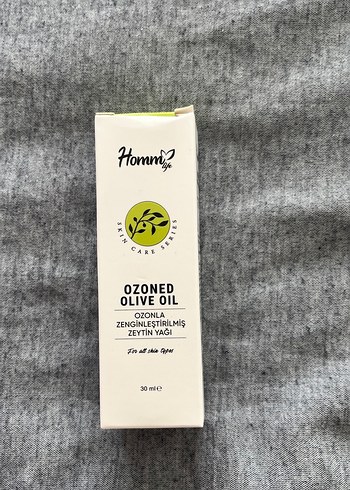 Homm life
SKIN CARE SERIES
OZONED
OLIVE OIL
OZONLA
ZENGİNLEŞTİRİLMİŞ
ZEYTİN YAĞI
For all skin types
30 ml ℮